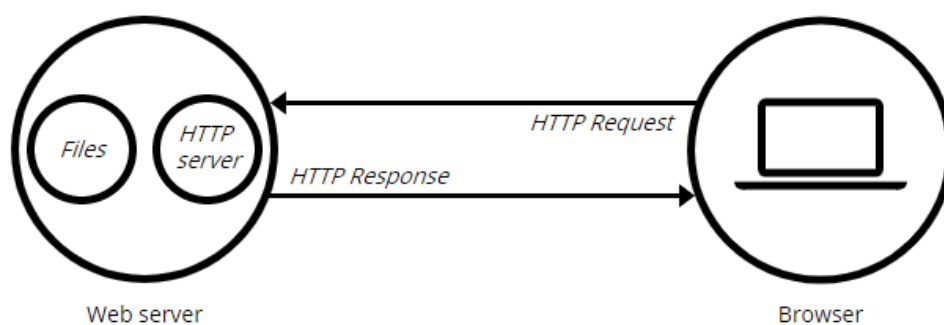 Files
HTTP
server
HTTP Request
HTTP Response
Web server
Browser